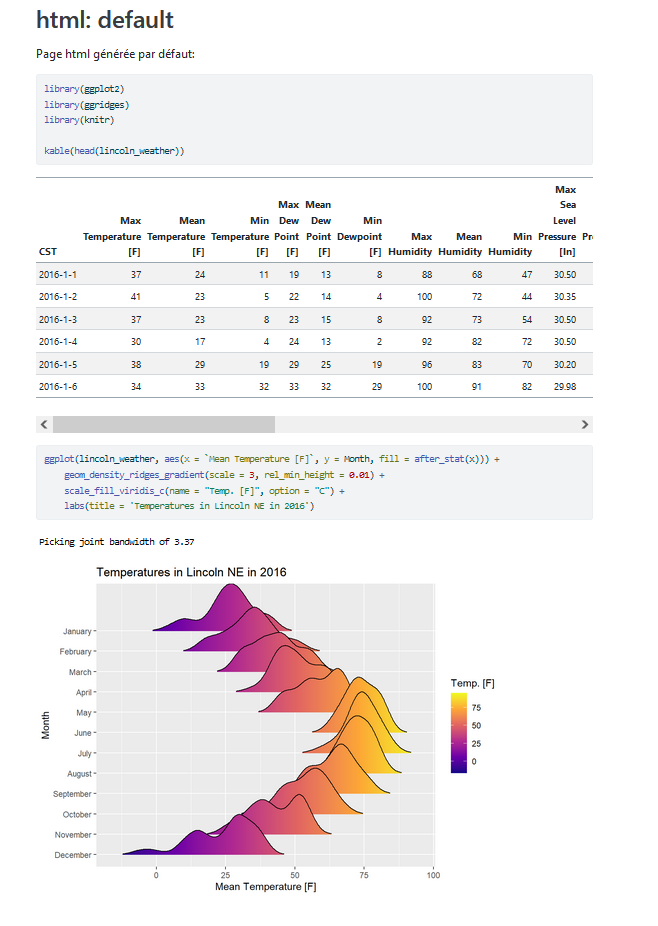 html: default
Page html générée par défaut:
library(ggplot2)
library(ggridges)
library(knitr)
kable(head(lincoln_weather))
Max
Max Mean Sea
Max Mean Min Dew Dew Min Level
Temperature Temperature Temperature Point Point Dewpoint Max Mean Min Pressure
CST [F] [F] [F] [F] [F] [F] Humidity Humidity Humidity [In]
2016-1-1 37 24 11 19 13 8 88 68 47 30.50
2016-1-2 41 23 5 22 14 4 100 72 44 30.35
2016-1-3 37 23 8 23 15 8 92 73 54 30.50
2016-1-4 30 17 4 24 13 2 92 82 72 30.50
2016-1-5 38 29 19 29 25 19 96 83 70 30.20
2016-1-6 34 33 32 33 32 29 100 91 82 29.98
ggplot(lincoln_weather, aes(x = `Mean Temperature [F]`, y = Month, fill = after_stat(x))) +
geom_density_ridges_gradient(scale = 3, rel_min_height = 0.01) +
scale_fill_viridis_c(name = "Temp. [F]", option = "C") +
labs(title = 'Temperatures in Lincoln NE in 2016')
Picking joint bandwidth of 3.37
Temperatures in Lincoln NE in 2016
January
February
March
April
May
June
July
August
September
October
November
December
Month
0 25 50 75 100
Mean Temperature [F]
Temp. [F]
75
50
25
0